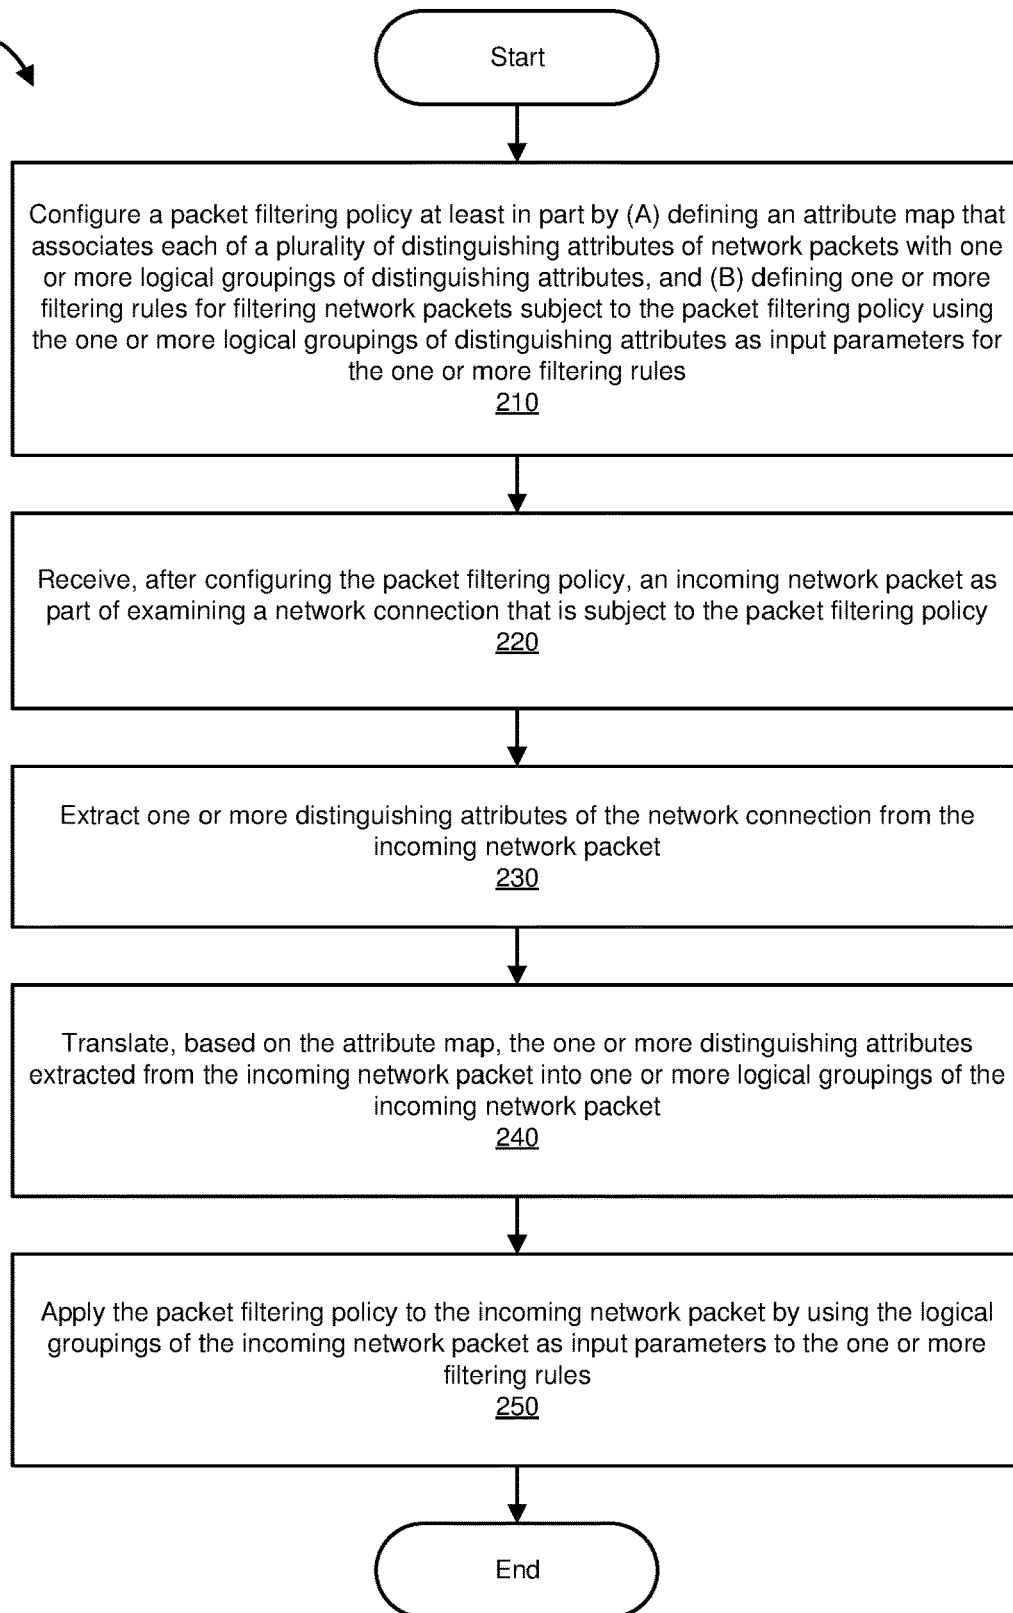 Start
Configure a packet filtering policy at least in part by (A) defining an attribute map that
associates each of a plurality of distinguishing attributes of network packets with one
or more logical groupings of distinguishing attributes, and (B) defining one or more
filtering rules for filtering network packets subject to the packet filtering policy using
the one or more logical groupings of distinguishing attributes as input parameters for
the one or more filtering rules
210
Receive, after configuring the packet filtering policy, an incoming network packet as
part of examining a network connection that is subject to the packet filtering policy
220
Extract one or more distinguishing attributes of the network connection from the
incoming network packet
230
Translate, based on the attribute map, the one or more distinguishing attributes
extracted from the incoming network packet into one or more logical groupings of the
incoming network packet
240
Apply the packet filtering policy to the incoming network packet by using the logical
groupings of the incoming network packet as input parameters to the one or more
filtering rules
250
End